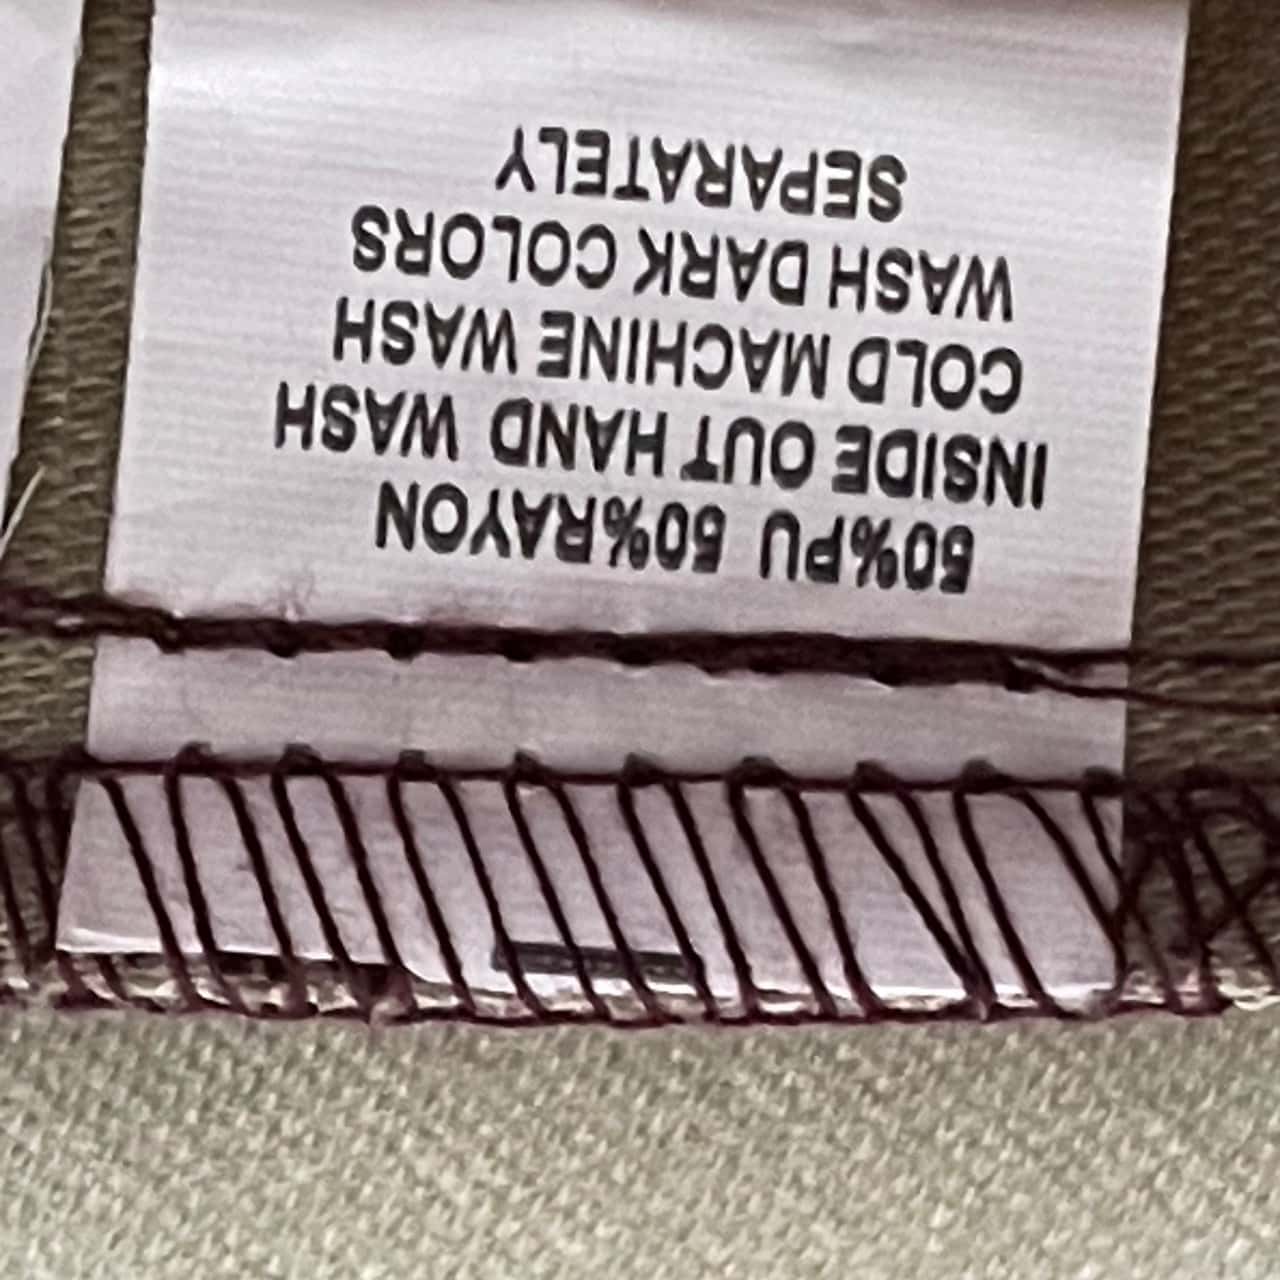 50%PU 50%RAYON
INSIDE OUT HAND WASH
COLD MACHINE WASH
WASH DARK COLORS
SEPARATELY